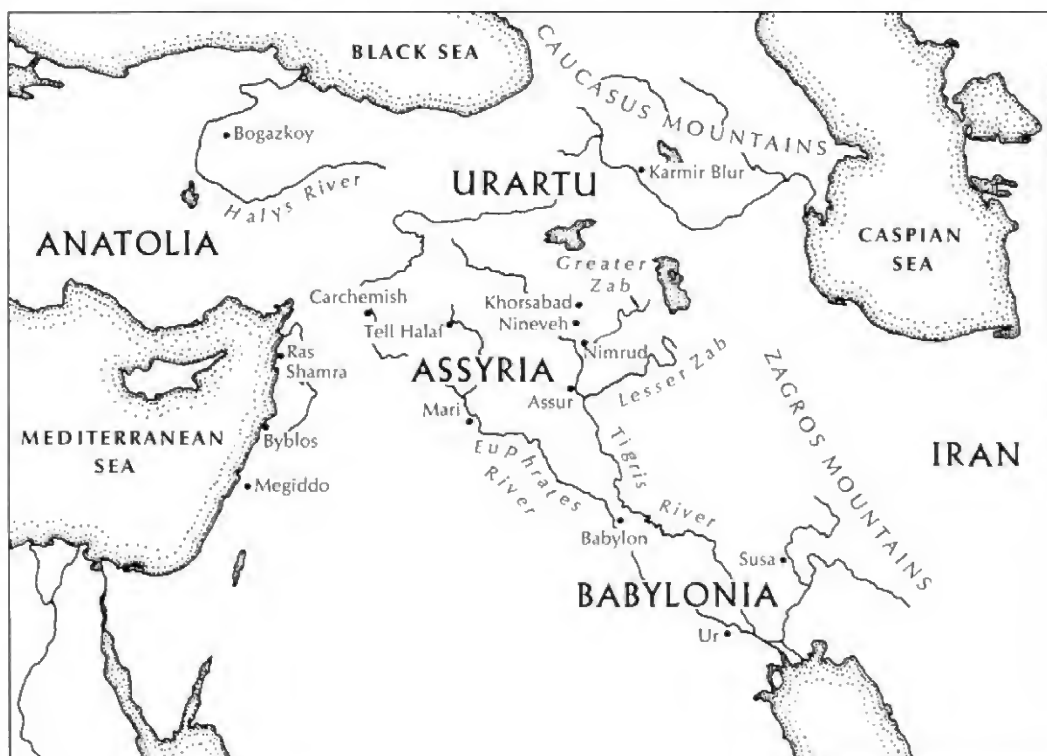 BLACK SEA
CAUCASUS MOUNTAINS
Bogazkoy
Karmir Blur
URARTU
Halys River
ANATOLIA
CASPIAN
SEA
Greater
Zab
Carchemish
Khorsabad
Tell Halaf
Nineveh
Nimrud
Ras
Shamra
ASSYRIA
Lesser Zab
Assur
ZAGROS MOUNTAINS
Mari
MEDITERRANEAN
SEA
Byblos
Euphrates
River
Tigris River
IRAN
Megiddo
Babylon
Susa
BABYLONIA
Ur